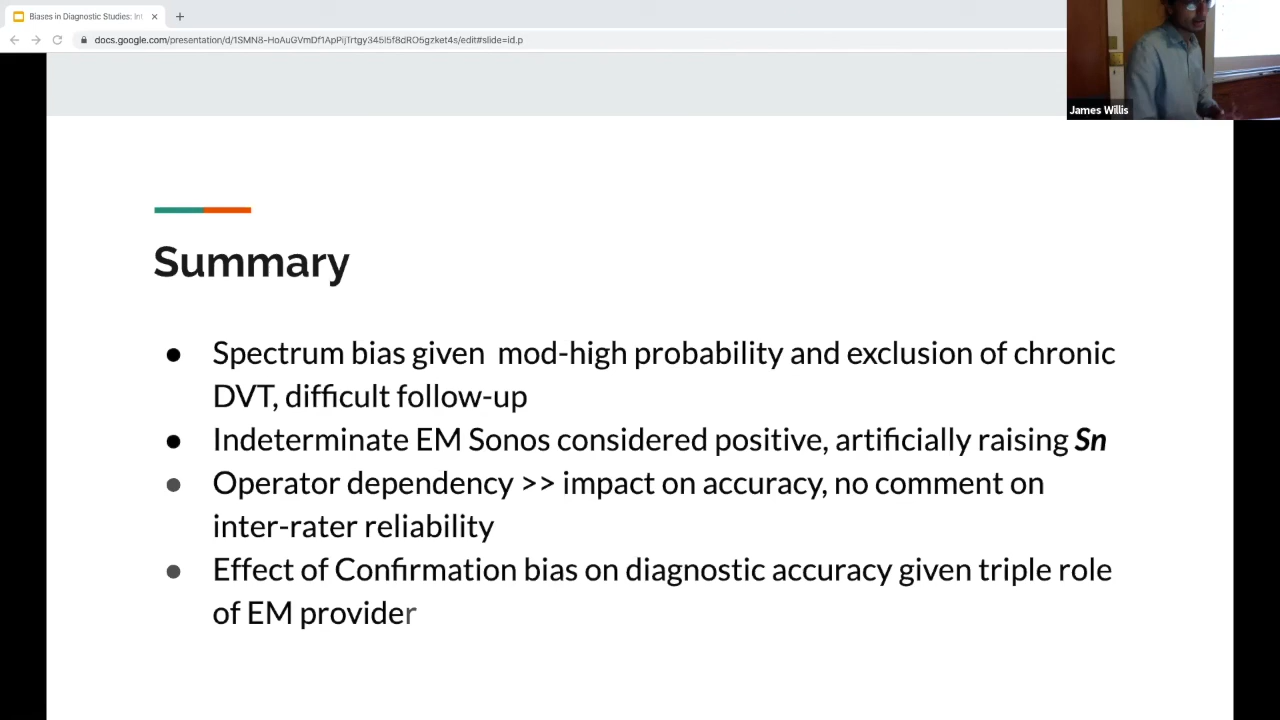 Biases in Diagnostic Studies: Int
docs.google.com/presentation/d/1SMN8-HoAuGVmDf1ApPijTrtgy345I5f8dRO5gzket4s/edit#slide=id.p
James Willis
Summary
● Spectrum bias given mod-high probability and exclusion of chronic
DVT, difficult follow-up
● Indeterminate EM Sonos considered positive, artificially raising Sn
● Operator dependency >> impact on accuracy, no comment on
inter-rater reliability
● Effect of Confirmation bias on diagnostic accuracy given triple role
of EM provider